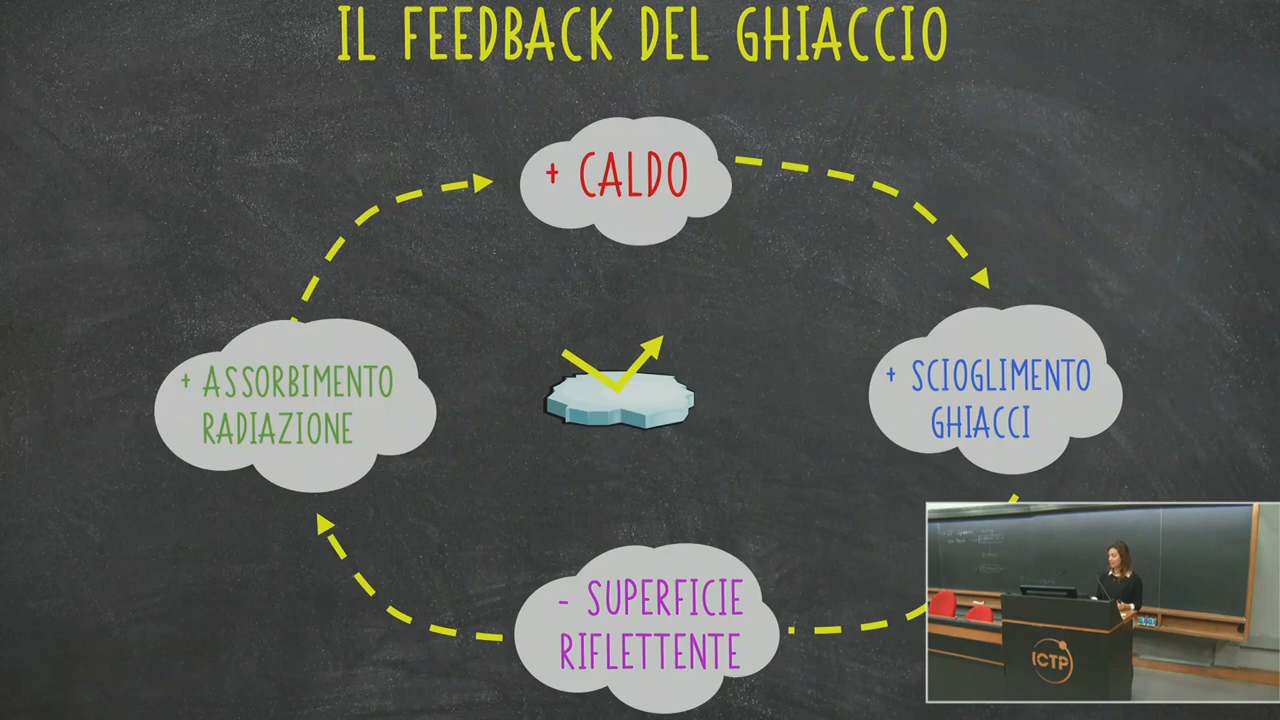 IL FEEDBACK DEL GHIACCIO
+ CALDO
+ ASSORBIMENTO
RADIAZIONE
+ SCIOGLIMENTO
GHIACCI
- SUPERFICIE
RIFLETTENTE
ICTP